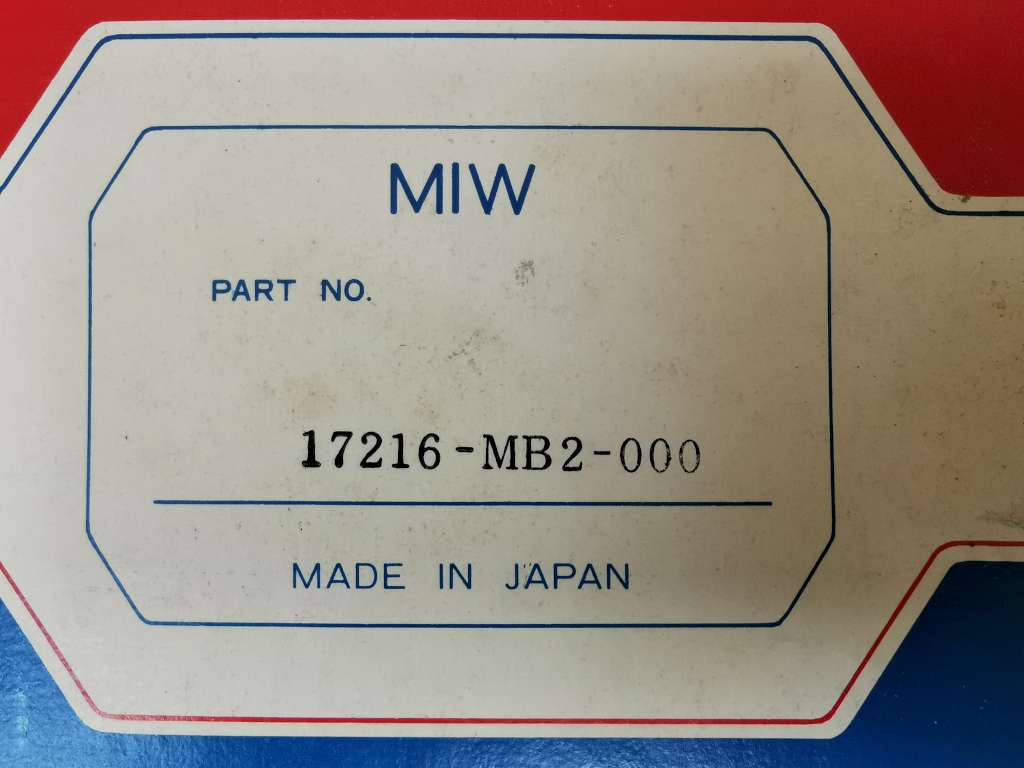 MIW
PART NO.
17216-MB2-000
MADE IN JAPAN